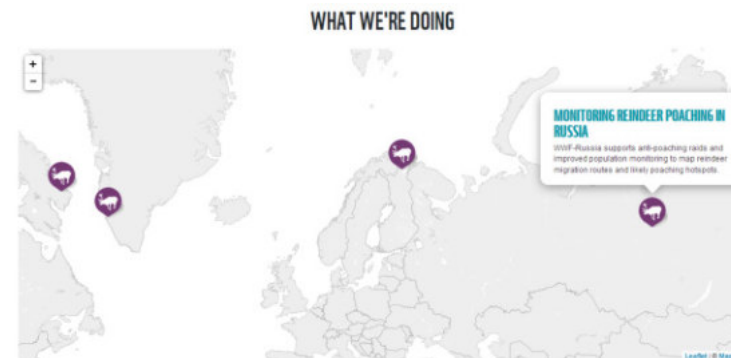 WHAT WE'RE DOING
+
−
MONITORING REINDEER POACHING IN
RUSSIA
WWF-Russia supports anti-poaching raids and
improved population monitoring to map reindeer
migration routes and likely poaching hotspots.
Leaflet | ©